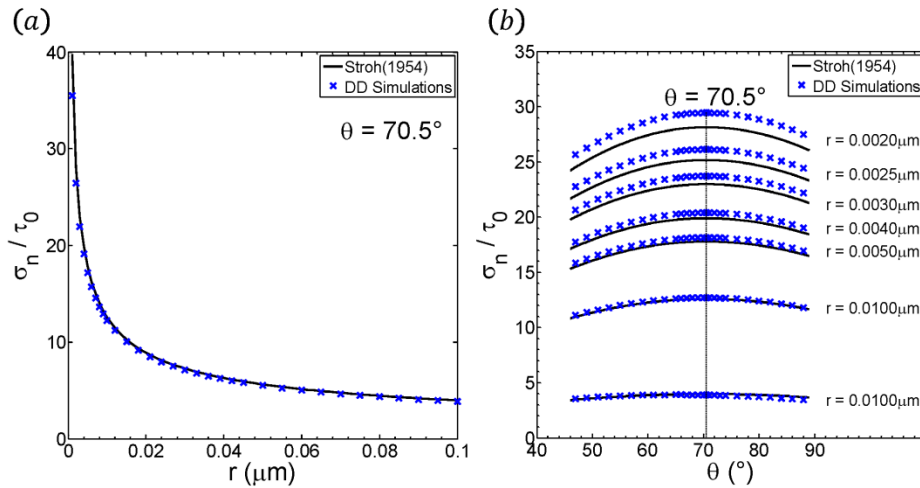 (a)
40
30
20
10
0
σn / τ0
Stroh(1954)
DD Simulations
θ = 70.5°
0
0.02
0.04
0.06
0.08
0.1
r (μm)
(b)
35
30
25
20
15
10
5
0
σn / τ0
Stroh(1954)
DD Simulations
θ = 70.5°
r = 0.0020μm
r = 0.0025μm
r = 0.0030μm
r = 0.0040μm
r = 0.0050μm
r = 0.0100μm
r = 0.0100μm
40
50
60
70
80
90
100
110
θ (°)